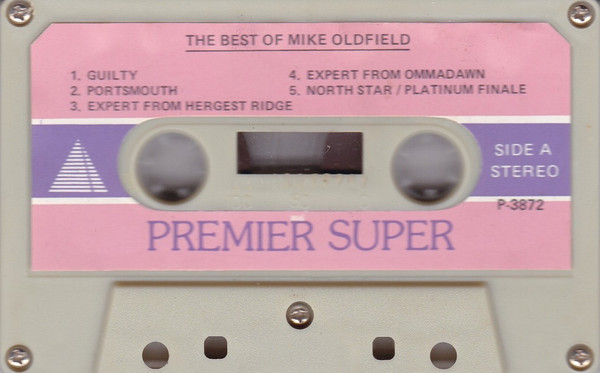 THE BEST OF MIKE OLDFIELD
1. GUILTY
2. PORTSMOUTH
3. EXPERT FROM HERGEST RIDGE
4. EXPERT FROM OMMADAWN
5. NORTH STAR / PLATINUM FINALE
SIDE A
STEREO
P-3872
PREMIER SUPER